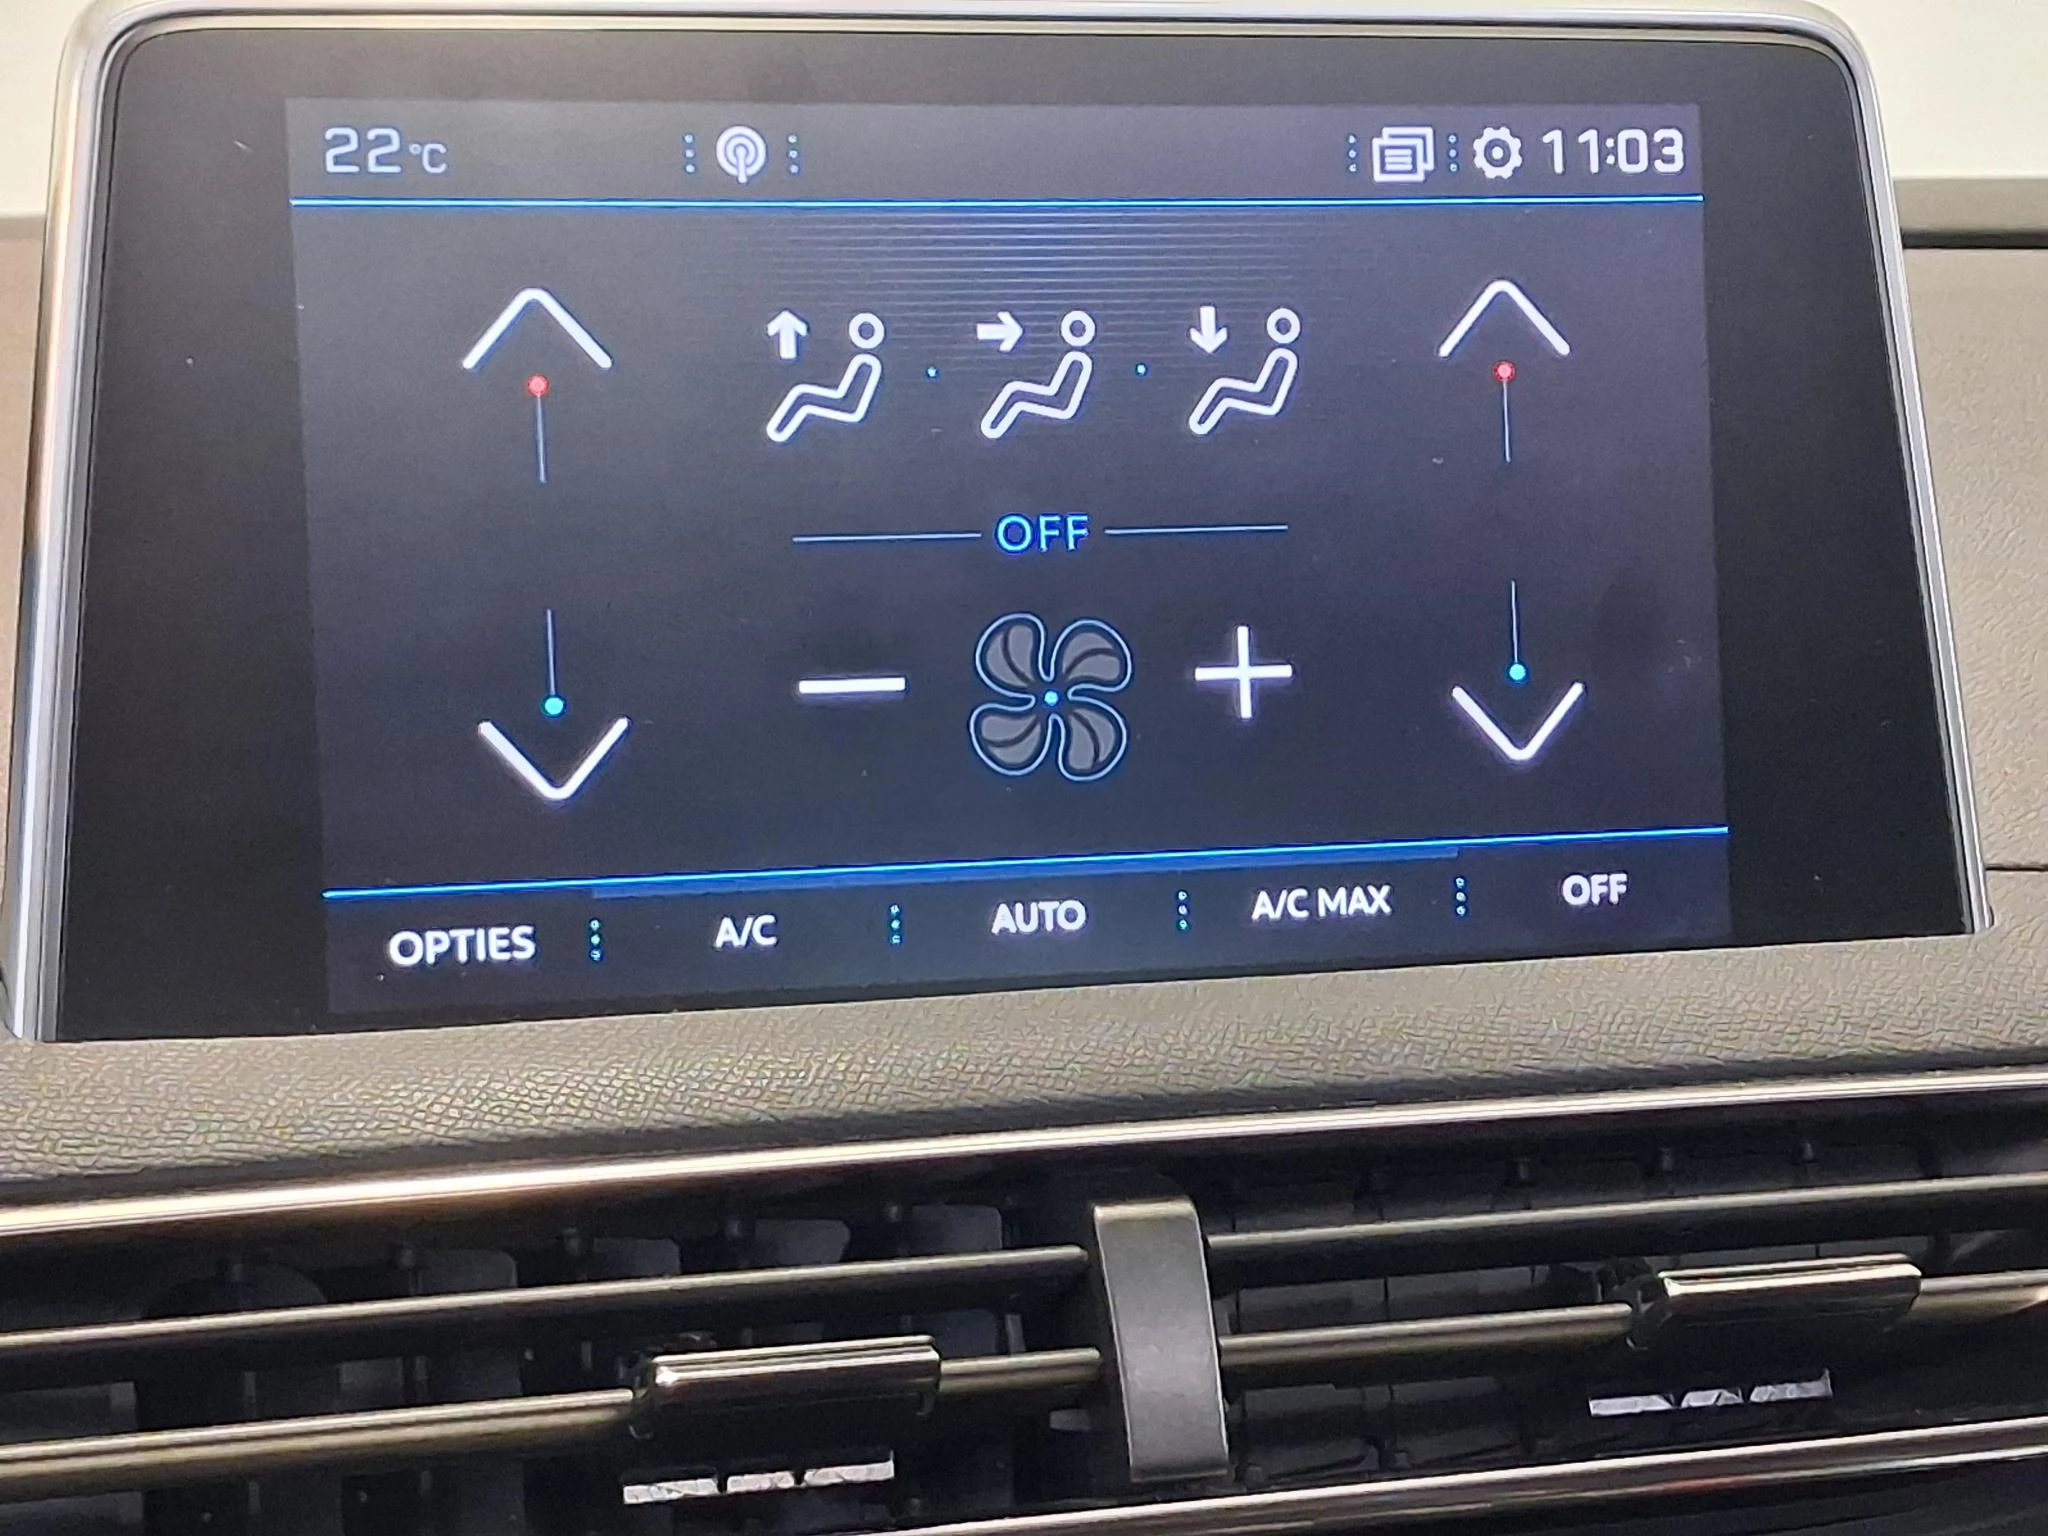 22°C 11:03
OFF
OPTIES A/C AUTO A/C MAX OFF